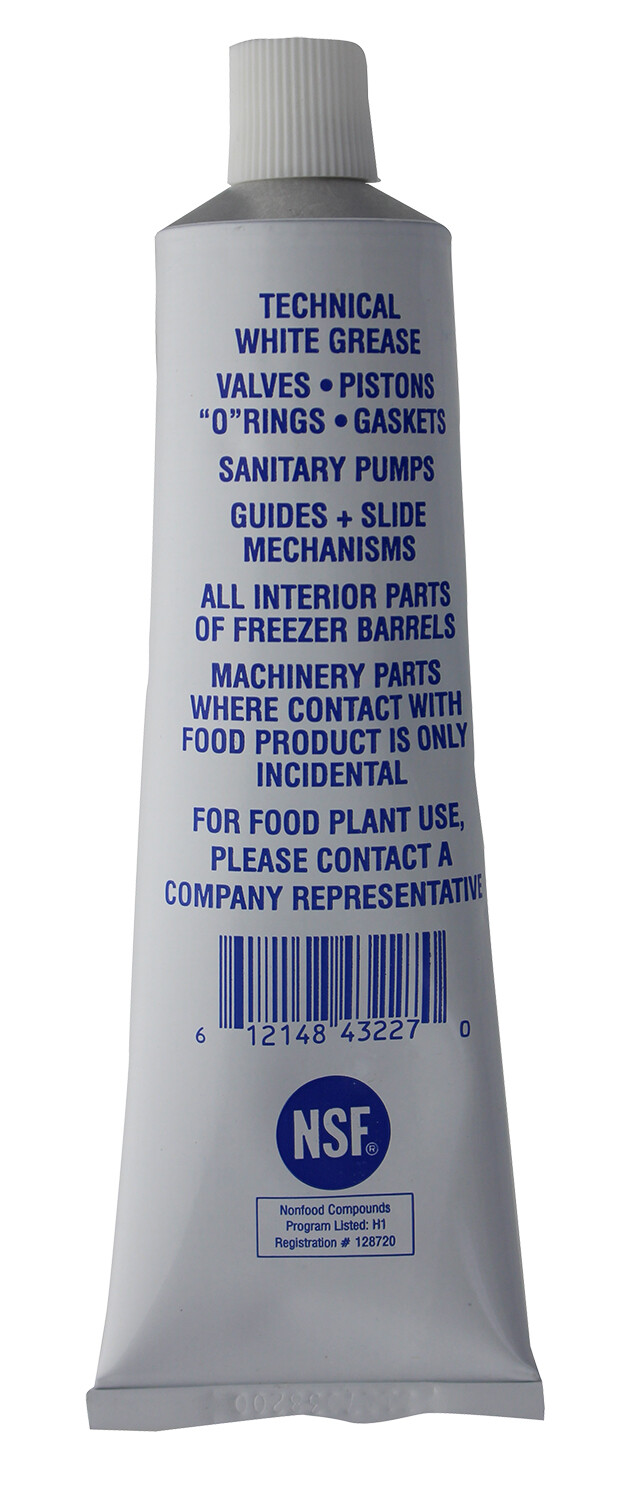 TECHNICAL
WHITE GREASE
VALVES • PISTONS
“O”RINGS • GASKETS
SANITARY PUMPS
GUIDES + SLIDE
MECHANISMS
ALL INTERIOR PARTS
OF FREEZER BARRELS
MACHINERY PARTS
WHERE CONTACT WITH
FOOD PRODUCT IS ONLY
INCIDENTAL
FOR FOOD PLANT USE,
PLEASE CONTACT A
COMPANY REPRESENTATIVE
6 12148 43227 0
NSF®
Nonfood Compounds
Program Listed: H1
Registration # 128720